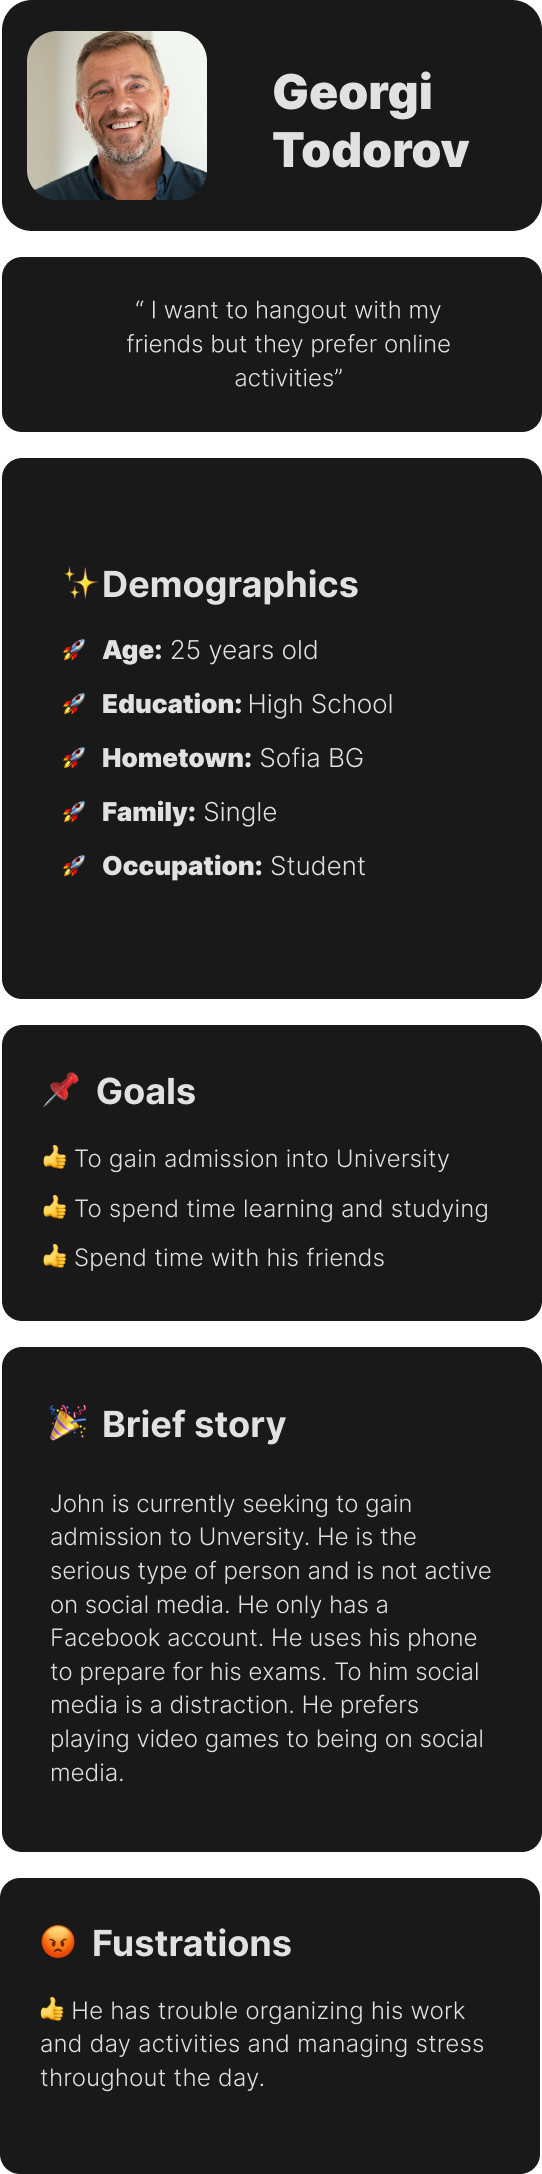 Georgi
Todorov
“ I want to hangout with my
friends but they prefer online
activities”
✨Demographics
🚀 Age: 25 years old
🚀 Education: High School
🚀 Hometown: Sofia BG
🚀 Family: Single
🚀 Occupation: Student
📌 Goals
👍 To gain admission into University
👍 To spend time learning and studying
👍 Spend time with his friends
🎉 Brief story
John is currently seeking to gain
admission to Unversity. He is the
serious type of person and is not active
on social media. He only has a
Facebook account. He uses his phone
to prepare for his exams. To him social
media is a distraction. He prefers
playing video games to being on social
media.
😡 Fustrations
👍 He has trouble organizing his work
and day activities and managing stress
throughout the day.